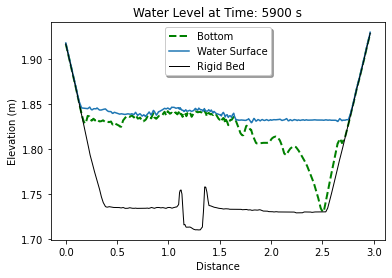 Water Level at Time: 5900 s
Bottom
Water Surface
Rigid Bed
Elevation (m)
1.90
1.85
1.80
1.75
1.70
0.0 0.5 1.0 1.5 2.0 2.5 3.0
Distance